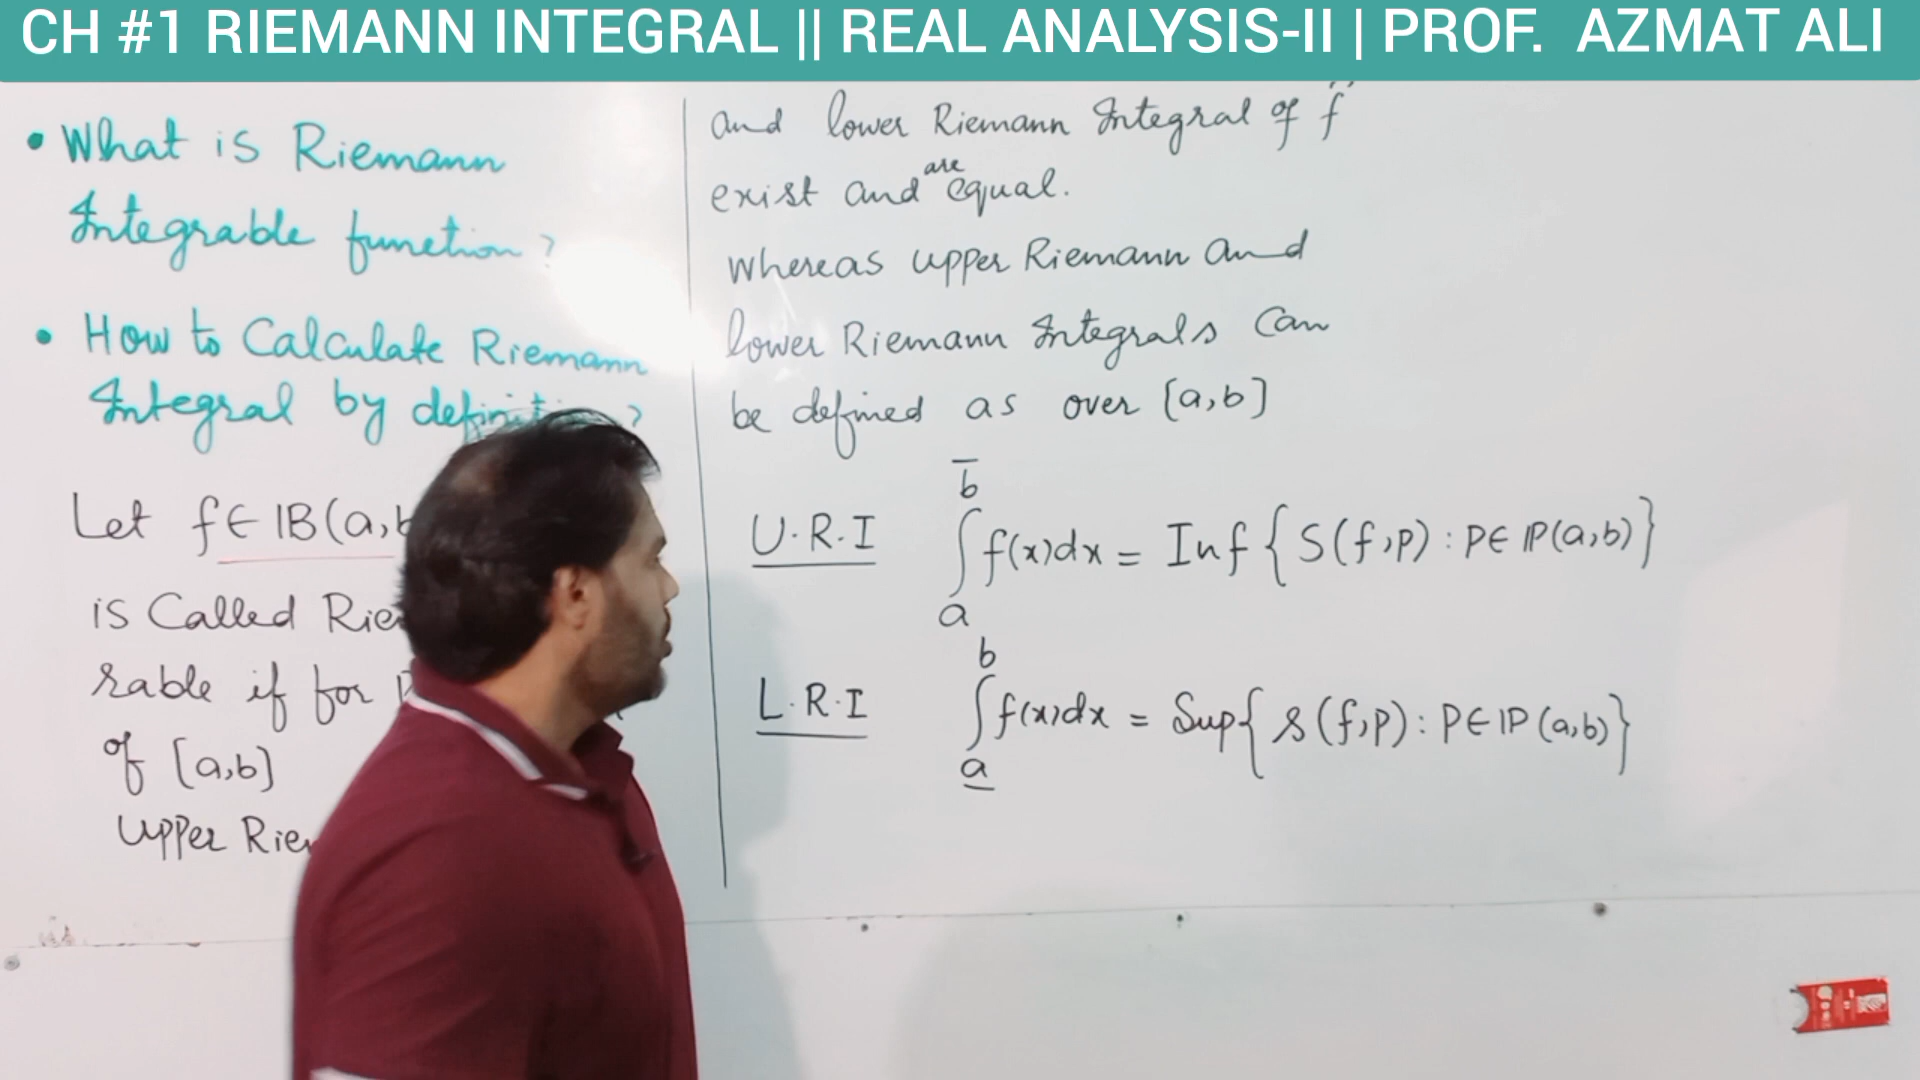 CH #1 RIEMANN INTEGRAL || REAL ANALYSIS-II | PROF. AZMAT ALI
• What is Riemann
Integrable function?
• How to Calculate Riemann
Integral by ?
Let f ∈ IB(a,
is Called
rable if for
of [a,b]
Upper
and lower Riemann Integral of f
exist and are equal.
whereas upper Riemann and
lower Riemann Integrals Can
be defined as over [a,b]
U.R.I ∫_a^{b̅} f(x)dx = Inf { S(f,p) : P∈ IP(a,b) }
L.R.I ∫_{a̲}^b f(x)dx = Sup { s(f,p) : P∈ IP(a,b) }